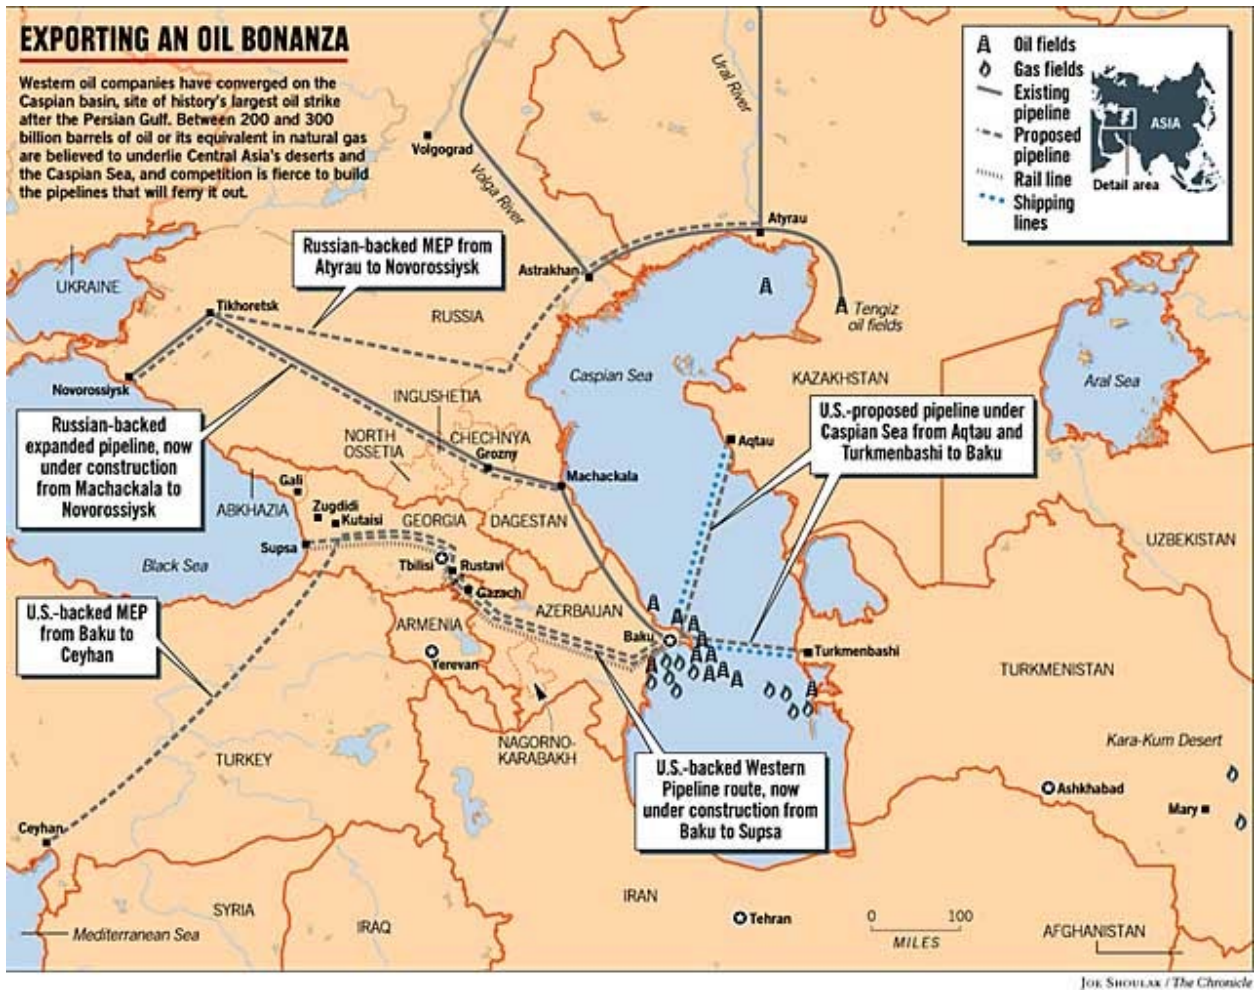 EXPORTING AN OIL BONANZA
Western oil companies have converged on the
Caspian basin, site of history's largest oil strike
after the Persian Gulf. Between 200 and 300
billion barrels of oil or its equivalent in natural gas
are believed to underlie Central Asia's deserts and
the Caspian Sea, and competition is fierce to build
the pipelines that will ferry it out.
Oil fields
Gas fields
Existing
pipeline
Proposed
pipeline
Rail line
Shipping
lines
ASIA
Detail area
Volgograd
Volga River
Ural River
Atyrau
Astrakhan
Russian-backed MEP from
Atyrau to Novorossiysk
UKRAINE
Tikhoretsk
RUSSIA
Tengiz
oil fields
Novorossiysk
Caspian Sea
KAZAKHSTAN
Aral Sea
INGUSHETIA
Russian-backed
expanded pipeline, now
under construction
from Machackala to
Novorossiysk
NORTH
OSSETIA
CHECHNYA
Grozny
U.S.-proposed pipeline under
Caspian Sea from Aqtau and
Turkmenbashi to Baku
Aqtau
Machackala
Gali
ABKHAZIA
Zugdidi
Kutaisi
GEORGIA
DAGESTAN
Supsa
Black Sea
Tbilisi
Rustavi
Gazach
UZBEKISTAN
U.S.-backed MEP
from Baku to
Ceyhan
ARMENIA
AZERBAIJAN
Baku
Turkmenbashi
Yerevan
TURKMENISTAN
NAGORNO-
KARABAKH
TURKEY
Kara-Kum Desert
U.S.-backed Western
Pipeline route, now
under construction from
Baku to Supsa
Ashkhabad
Mary
Ceyhan
SYRIA
IRAQ
IRAN
Tehran
0 100
MILES
AFGHANISTAN
Mediterranean Sea
JOE SHOULAK / The Chronicle